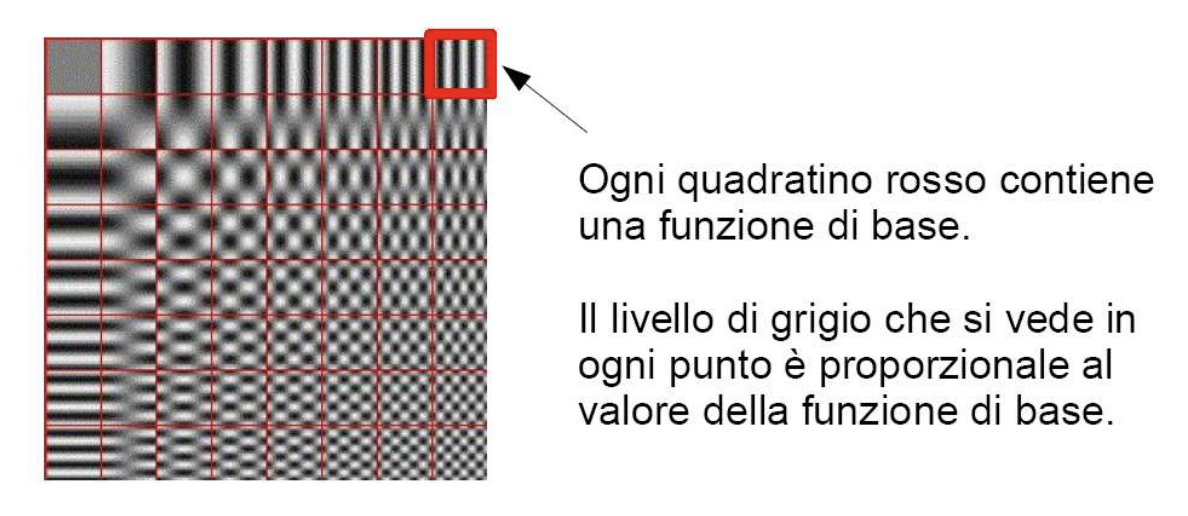 Ogni quadratino rosso contiene
una funzione di base.
Il livello di grigio che si vede in
ogni punto è proporzionale al
valore della funzione di base.